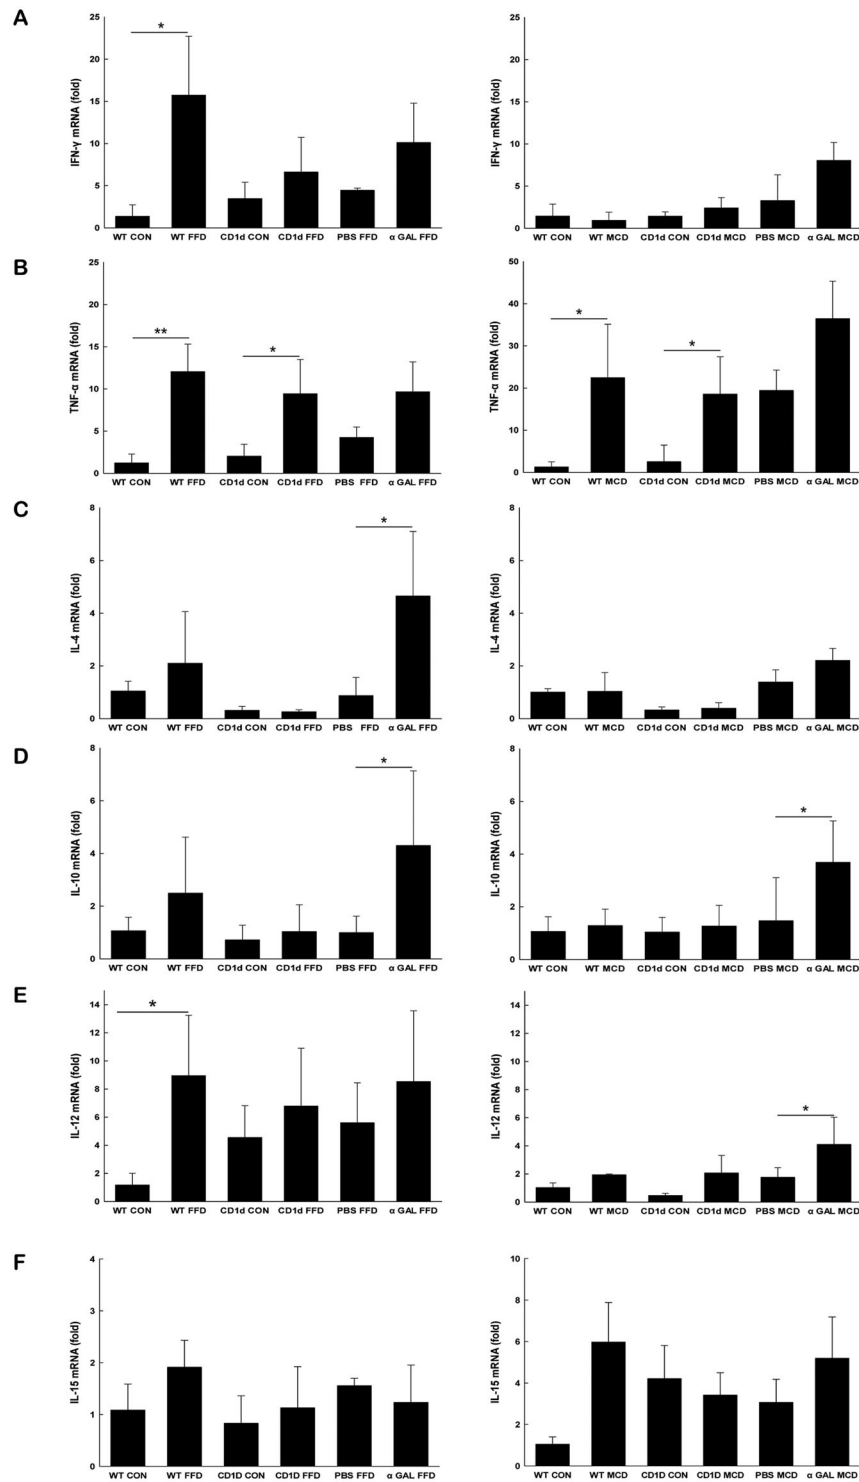 A
IFN-γ mRNA (fold)
25
20
15
10
5
0
*
WT CON WT FFD CD1d CON CD1d FFD PBS FFD α GAL FFD
IFN-γ mRNA (fold)
25
20
15
10
5
0
WT CON WT MCD CD1d CON CD1d MCD PBS MCD α GAL MCD
B
TNF-α mRNA (fold)
25
20
15
10
5
0
**
*
WT CON WT FFD CD1d CON CD1d FFD PBS FFD α GAL FFD
TNF-α mRNA (fold)
50
40
30
20
10
0
*
*
WT CON WT MCD CD1d CON CD1d MCD PBS MCD α GAL MCD
C
IL-4 mRNA (fold)
8
6
4
2
0
*
WT CON WT FFD CD1d CON CD1d FFD PBS FFD α GAL FFD
IL-4 mRNA (fold)
8
6
4
2
0
WT CON WT MCD CD1d CON CD1d MCD PBS MCD α GAL MCD
D
IL-10 mRNA (fold)
8
6
4
2
0
*
WT CON WT FFD CD1d CON CD1d FFD PBS FFD α GAL FFD
IL-10 mRNA (fold)
8
6
4
2
0
*
WT CON WT MCD CD1d CON CD1d MCD PBS MCD α GAL MCD
E
IL-12 mRNA (fold)
14
12
10
8
6
4
2
0
*
WT CON WT FFD CD1d CON CD1d FFD PBS FFD α GAL FFD
IL-12 mRNA (fold)
14
12
10
8
6
4
2
0
*
WT CON WT MCD CD1d CON CD1d MCD PBS MCD α GAL MCD
F
IL-15 mRNA (fold)
4
3
2
1
0
WT CON WT FFD CD1D CON CD1D FFD PBS FFD α GAL FFD
IL-15 mRNA (fold)
10
8
6
4
2
0
WT CON WT MCD CD1D CON CD1D MCD PBS MCD α GAL MCD